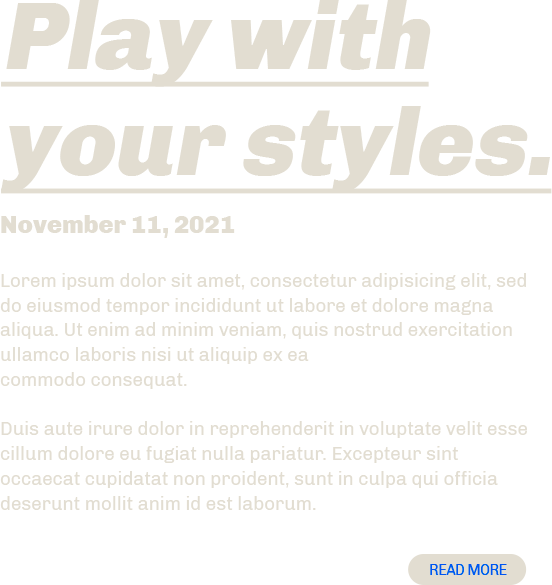 Play with
your styles.
November 11, 2021
Lorem ipsum dolor sit amet, consectetur adipisicing elit, sed
do eiusmod tempor incididunt ut labore et dolore magna
aliqua. Ut enim ad minim veniam, quis nostrud exercitation
ullamco laboris nisi ut aliquip ex ea
commodo consequat.
Duis aute irure dolor in reprehenderit in voluptate velit esse
cillum dolore eu fugiat nulla pariatur. Excepteur sint
occaecat cupidatat non proident, sunt in culpa qui officia
deserunt mollit anim id est laborum.
READ MORE